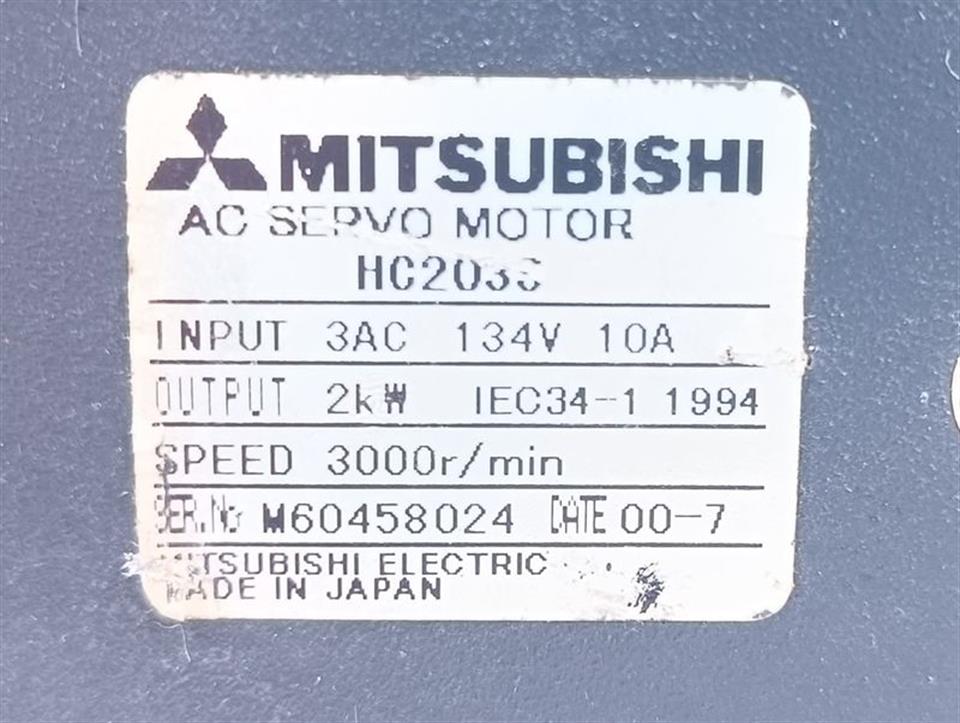 MITSUBISHI
AC SERVO MOTOR
INPUT 3AC 134V 10A
OUTPUT 2kW IEC34-1 1994
SPEED 3000r/min
SER.No M60458024 DATE 00-7
MITSUBISHI ELECTRIC
MADE IN JAPAN